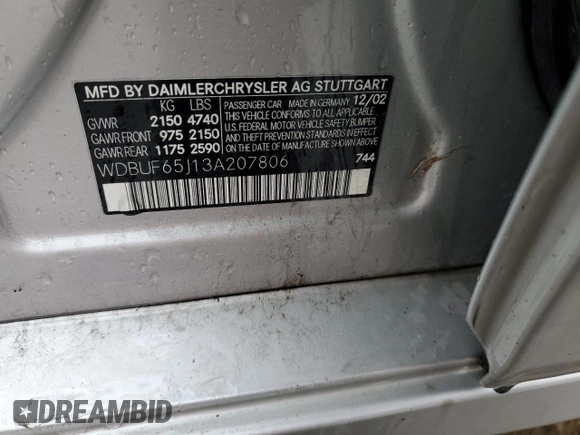 MFD BY DAIMLERCHRYSLER AG STUTTGART
KG LBS
GVWR 2150 4740
GAWR FRONT 975 2150
GAWR REAR 1175 2590
PASSENGER CAR MADE IN GERMANY 12/02
THIS VEHICLE CONFORMS TO ALL APPLICABLE
U.S. FEDERAL MOTOR VEHICLE SAFETY, BUMPER
AND THEFT PREVENTION STANDARDS IN EFFECT
ON THE DATE OF MANUFACTURE SHOWN ABOVE.
WDBUF65J13A207806
744
DREAMBID